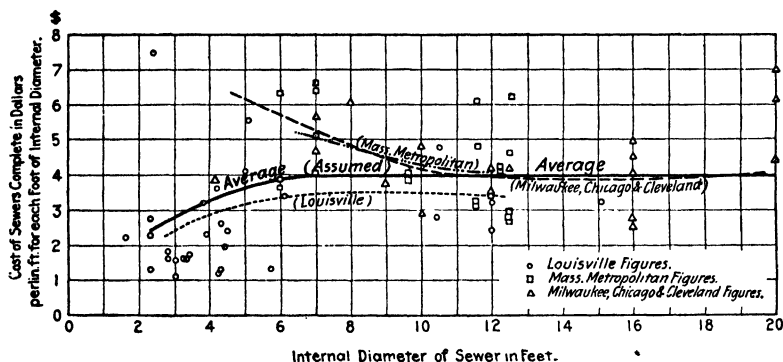 $
Cost of Sewers Complete in Dollars
per lin. ft. for each Foot of Internal Diameter.
8
7
6
5
4
3
2
1
0
(Mass. Metropolitan)
Average (Assumed)
Average
(Milwaukee, Chicago & Cleveland)
(Louisville)
o Louisville Figures.
□ Mass. Metropolitan Figures.
△ Milwaukee, Chicago & Cleveland Figures.
0 2 4 6 8 10 12 14 16 18 20
Internal Diameter of Sewer in Feet.